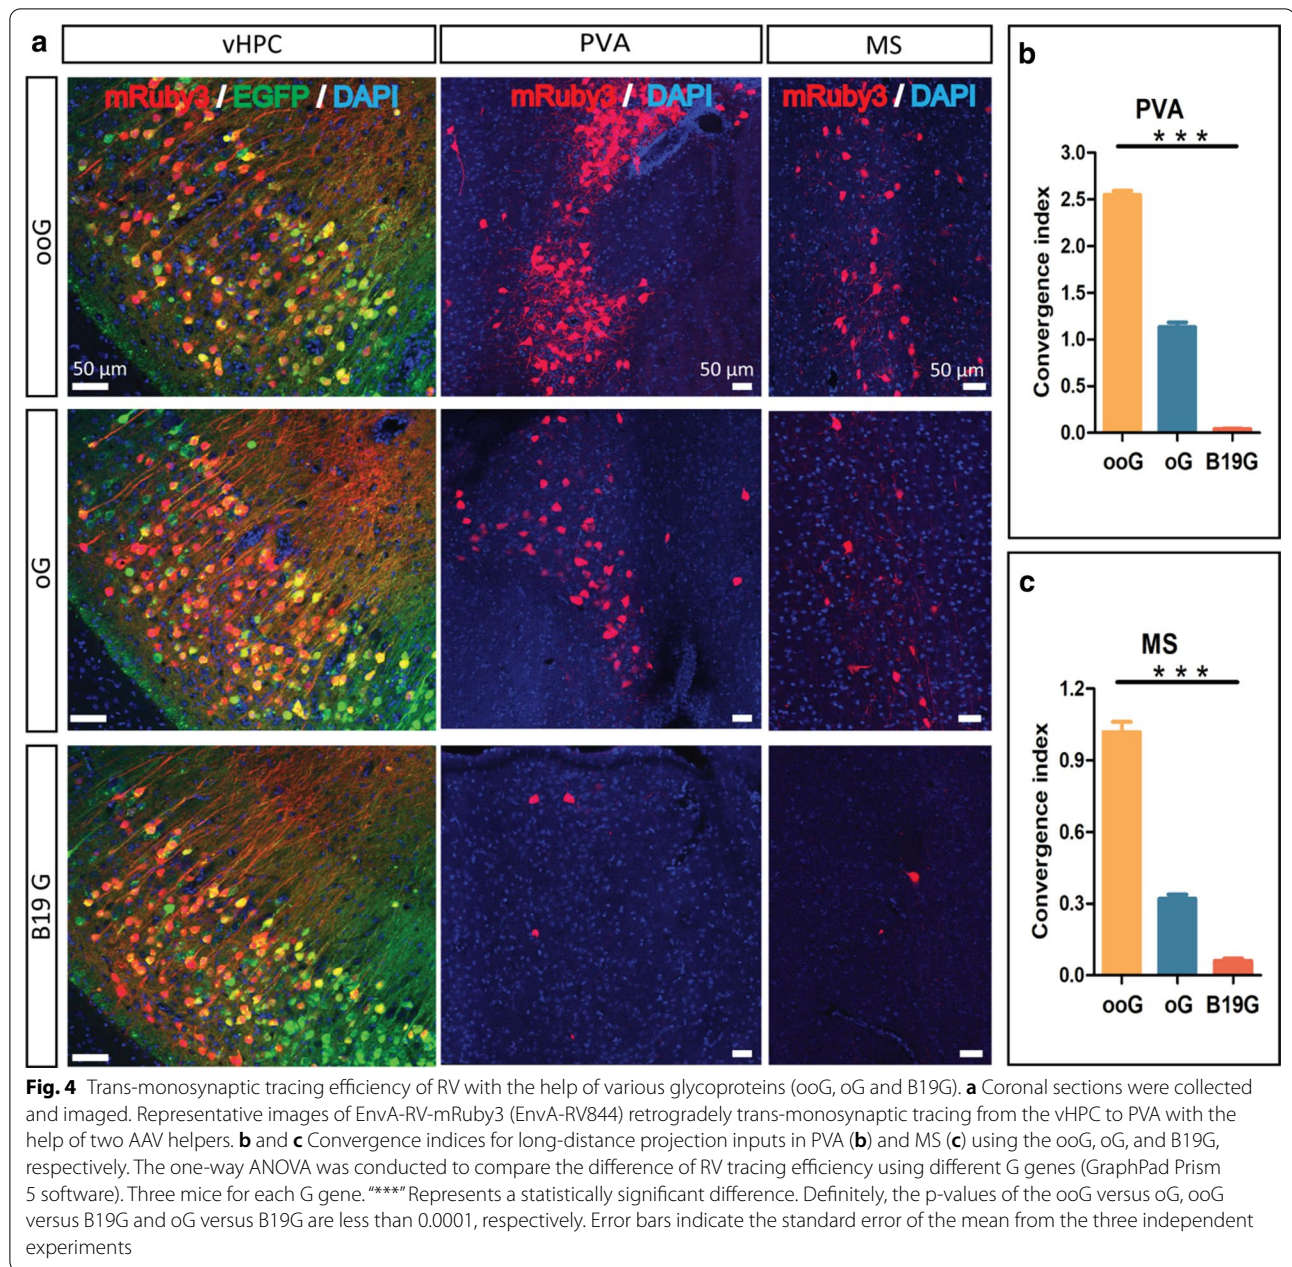 a
vHPC
PVA
MS
ooG
mRuby3 / EGFP / DAPI
mRuby3 / DAPI
mRuby3 / DAPI
50 µm
50 µm
50 µm
oG
B19 G
b
PVA
* * *
Convergence index
3.0
2.5
2.0
1.5
1.0
0.5
0.0
ooG oG B19G
c
MS
* * *
Convergence index
1.2
0.9
0.6
0.3
0.0
ooG oG B19G
Fig. 4 Trans-monosynaptic tracing efficiency of RV with the help of various glycoproteins (ooG, oG and B19G). a Coronal sections were collected
and imaged. Representative images of EnvA-RV-mRuby3 (EnvA-RV844) retrogradely trans-monosynaptic tracing from the vHPC to PVA with the
help of two AAV helpers. b and c Convergence indices for long-distance projection inputs in PVA (b) and MS (c) using the ooG, oG, and B19G,
respectively. The one-way ANOVA was conducted to compare the difference of RV tracing efficiency using different G genes (GraphPad Prism
5 software). Three mice for each G gene. "***" Represents a statistically significant difference. Definitely, the p-values of the ooG versus oG, ooG
versus B19G and oG versus B19G are less than 0.0001, respectively. Error bars indicate the standard error of the mean from the three independent
experiments